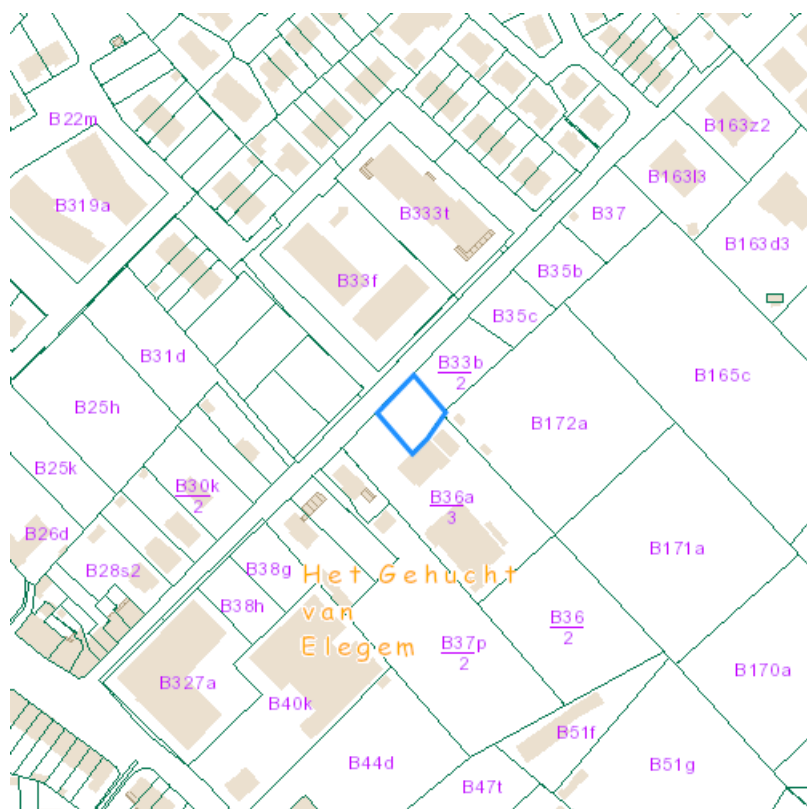 B22m
B163z2
B163l3
B319a
B333t
B37
B163d3
B35b
B33f
B35c
B31d
B33b
2
B165c
B25h
B172a
B25k
B30k
2
B36a
3
B26d
B171a
B28s2
B38g
Het Gehucht
van
Elegem
B38h
B36
2
B37p
2
B170a
B327a
B40k
B51f
B44d
B51g
B47t